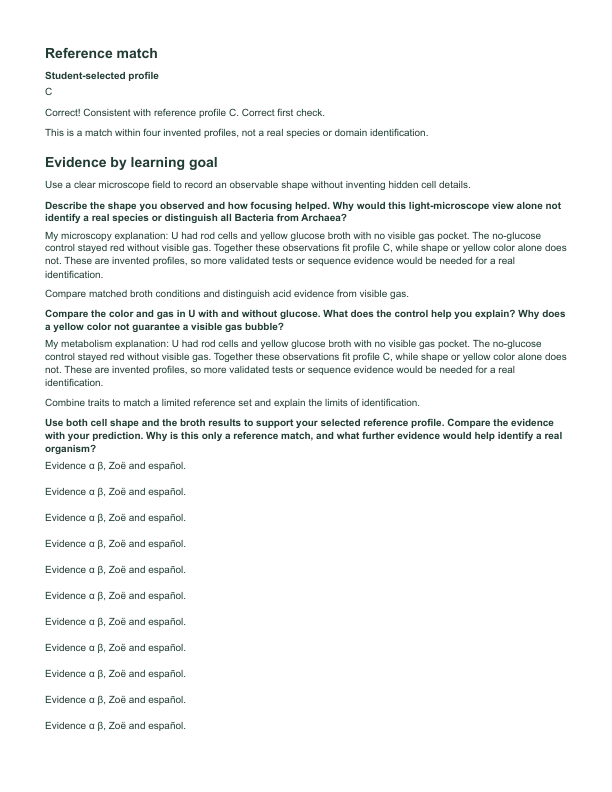 Reference match
Student-selected profile
C
Correct! Consistent with reference profile C. Correct first check.
This is a match within four invented profiles, not a real species or domain identification.
Evidence by learning goal
Use a clear microscope field to record an observable shape without inventing hidden cell details.
Describe the shape you observed and how focusing helped. Why would this light-microscope view alone not
identify a real species or distinguish all Bacteria from Archaea?
My microscopy explanation: U had rod cells and yellow glucose broth with no visible gas pocket. The no-glucose
control stayed red without visible gas. Together these observations fit profile C, while shape or yellow color alone does
not. These are invented profiles, so more validated tests or sequence evidence would be needed for a real
identification.
Compare matched broth conditions and distinguish acid evidence from visible gas.
Compare the color and gas in U with and without glucose. What does the control help you explain? Why does
a yellow color not guarantee a visible gas bubble?
My metabolism explanation: U had rod cells and yellow glucose broth with no visible gas pocket. The no-glucose
control stayed red without visible gas. Together these observations fit profile C, while shape or yellow color alone does
not. These are invented profiles, so more validated tests or sequence evidence would be needed for a real
identification.
Combine traits to match a limited reference set and explain the limits of identification.
Use both cell shape and the broth results to support your selected reference profile. Compare the evidence
with your prediction. Why is this only a reference match, and what further evidence would help identify a real
organism?
Evidence α β, Zoë and español.
Evidence α β, Zoë and español.
Evidence α β, Zoë and español.
Evidence α β, Zoë and español.
Evidence α β, Zoë and español.
Evidence α β, Zoë and español.
Evidence α β, Zoë and español.
Evidence α β, Zoë and español.
Evidence α β, Zoë and español.
Evidence α β, Zoë and español.
Evidence α β, Zoë and español.